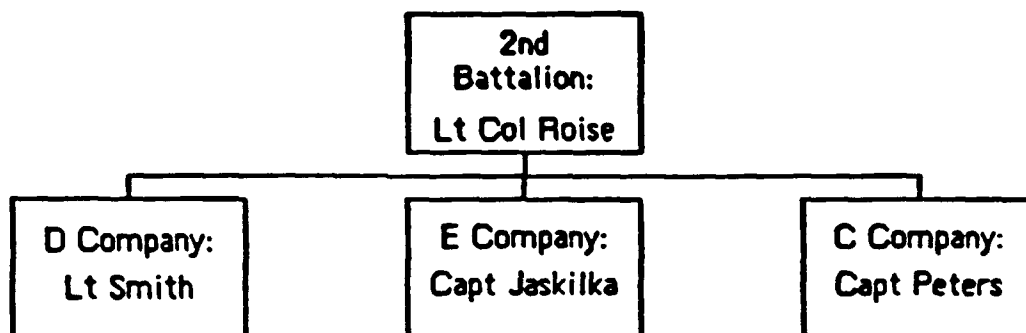 2nd
Battalion:
Lt Col Roise
D Company:
Lt Smith
E Company:
Capt Jaskilka
C Company:
Capt Peters